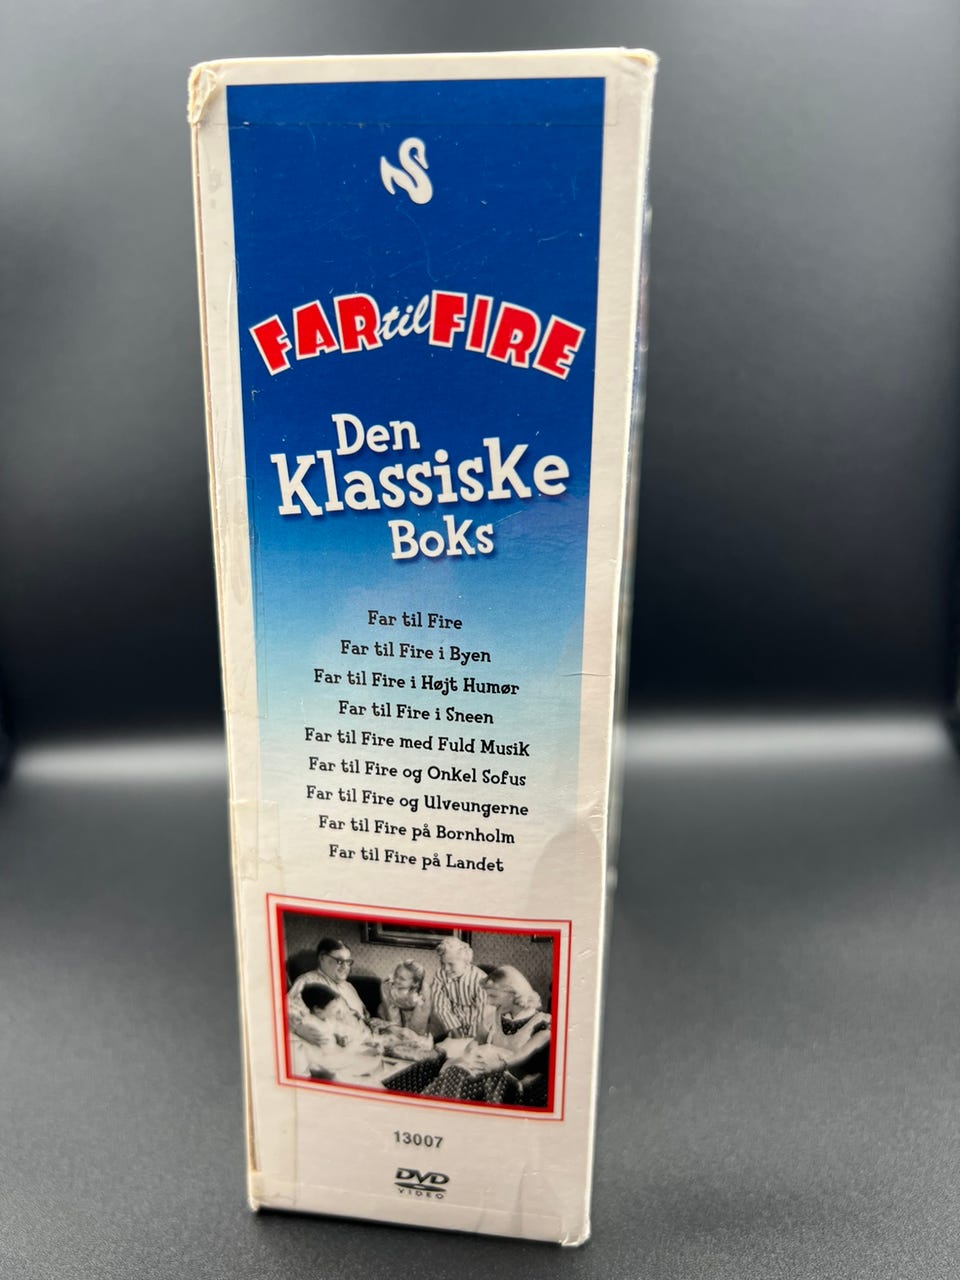 FAR til FIRE
Den
Klassiske
Boks
Far til Fire
Far til Fire i Byen
Far til Fire i Højt Humør
Far til Fire i Sneen
Far til Fire med Fuld Musik
Far til Fire og Onkel Sofus
Far til Fire og Ulveungerne
Far til Fire på Bornholm
Far til Fire på Landet
13007
DVD
VIDEO